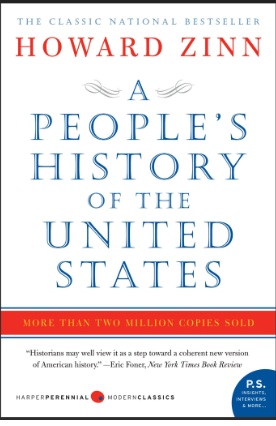 THE CLASSIC NATIONAL BESTSELLER
HOWARD ZINN
A
PEOPLE'S
HISTORY
OF THE
UNITED
STATES
MORE THAN TWO MILLION COPIES SOLD
"Historians may well view it as a step toward a coherent new version
of American history."—Eric Foner, New York Times Book Review
P.S.
INSIGHTS,
INTERVIEWS
& MORE...
HARPERPERENNIAL MODERNCLASSICS